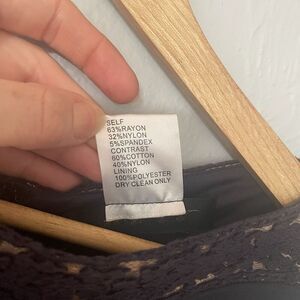 SELF
63%RAYON
32%NYLON
5%SPANDEX
CONTRAST
60%COTTON
40%NYLON
LINING
100%POLYESTER
DRY CLEAN ONLY